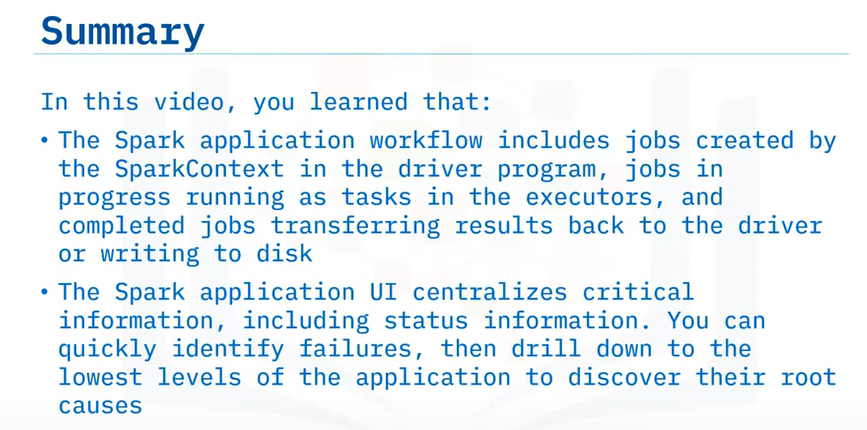 Summary
In this video, you learned that:
• The Spark application workflow includes jobs created by
the SparkContext in the driver program, jobs in
progress running as tasks in the executors, and
completed jobs transferring results back to the driver
or writing to disk
• The Spark application UI centralizes critical
information, including status information. You can
quickly identify failures, then drill down to the
lowest levels of the application to discover their root
causes